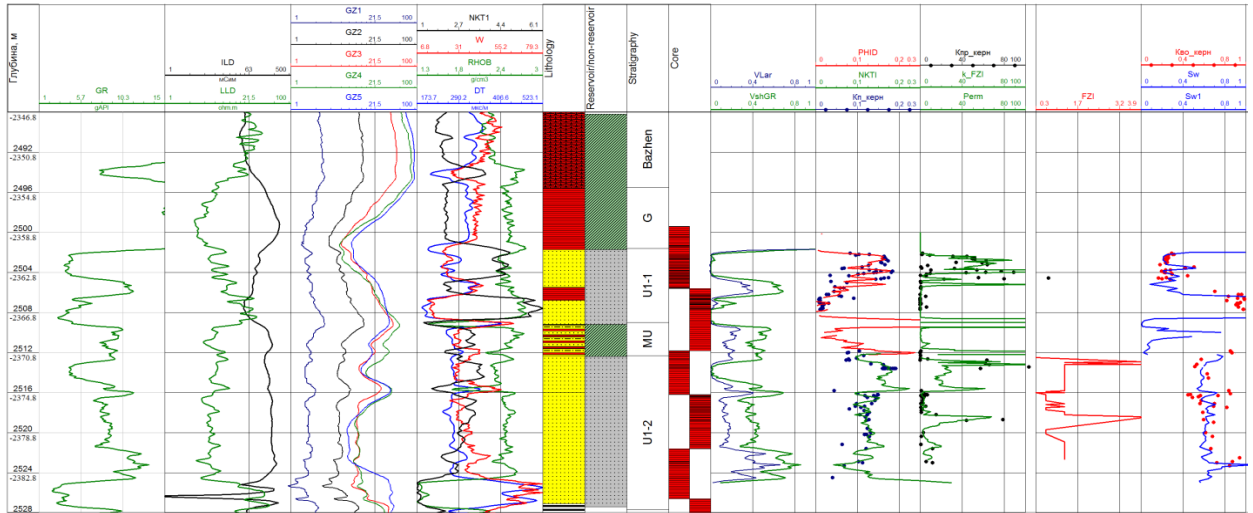 Глубина, м
GR
1 5.7 10.3 15
gAPI
ILD
1 63 500
мСим
LLD
1 21.5 100
ohm.m
GZ1
1 21.5 100
GZ2
1 21.5 100
GZ3
1 21.5 100
GZ4
1 21.5 100
GZ5
1 21.5 100
NKT1
1 2.7 4.4 6.1
W
6.8 31 55.2 79.3
RHOB
1.3 1.8 2.4 3
g/cm3
DT
173.7 290.2 406.6 523.1
мкс/м
Lithology
Reservoir/non-reservoir
Stratigraphy
Core
VLar
0 0.4 0.8 1
VshGR
0 0.4 0.8 1
PHID
0 0.1 0.2 0.3
NKTI
0 0.1 0.2 0.3
Кп_керн
0 0.1 0.2 0.3
Кпр_керн
0 40 80 100
k_FZI
0 40 80 100
Perm
0 40 80 100
FZI
0.3 1.7 3.2 3.9
Кво_керн
0 0.4 0.8 1
Sw
0 0.4 0.8 1
Sw1
0 0.4 0.8 1
-2346.8
2492
-2350.8
2496
-2354.8
2500
-2358.8
2504
-2362.8
2508
-2366.8
2512
-2370.8
2516
-2374.8
2520
-2378.8
2524
-2382.8
2528
Bazhen
G
U1-1
MU
U1-2